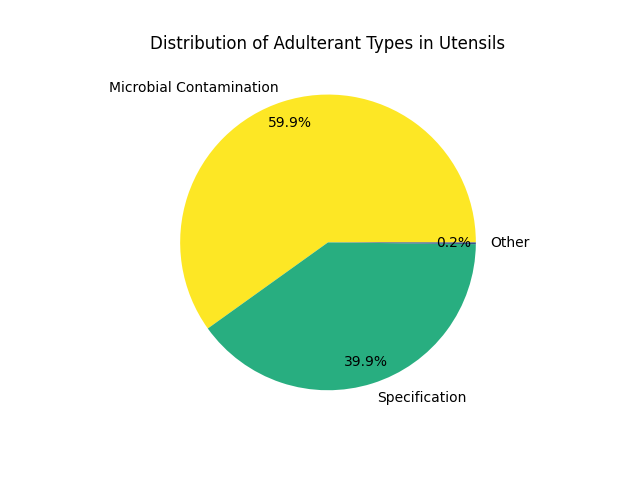 Distribution of Adulterant Types in Utensils
Microbial Contamination
59.9%
0.2%
Other
39.9%
Specification